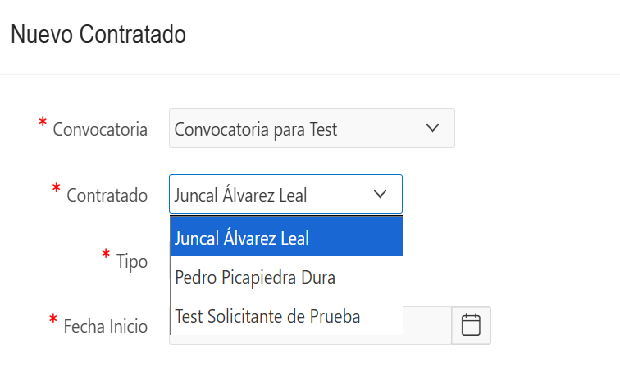 Nuevo Contratado
* Convocatoria Convocatoria para Test
* Contratado Juncal Álvarez Leal
Juncal Álvarez Leal
* Tipo
Pedro Picapiedra Dura
Test Solicitante de Prueba
* Fecha Inicio